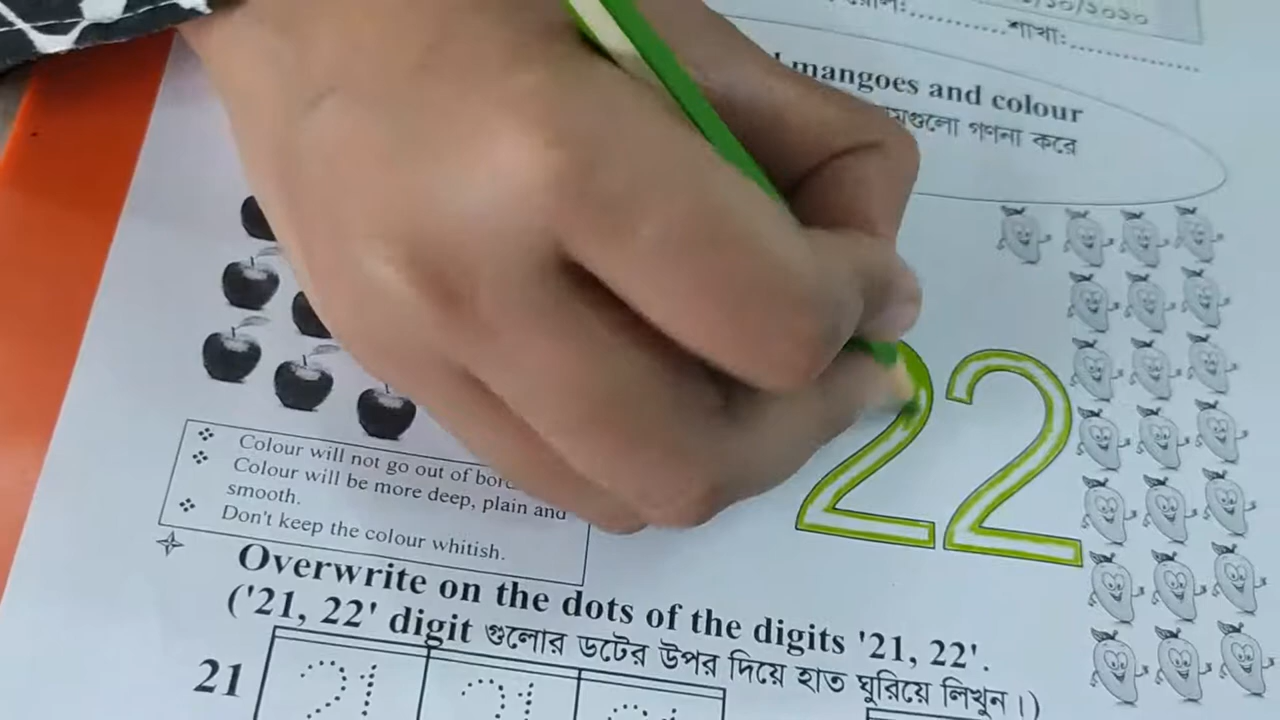 শাখাঃ
mangoes and colour
গণনা করে
22
Colour will not go out of
Colour will be more deep, plain and
smooth.
Don't keep the colour whitish.
Overwrite on the dots of the digits '21, 22'.
('21, 22' digit গুলোর ডটের উপর দিয়ে হাত ঘুরিয়ে লিখুন।)
21
21